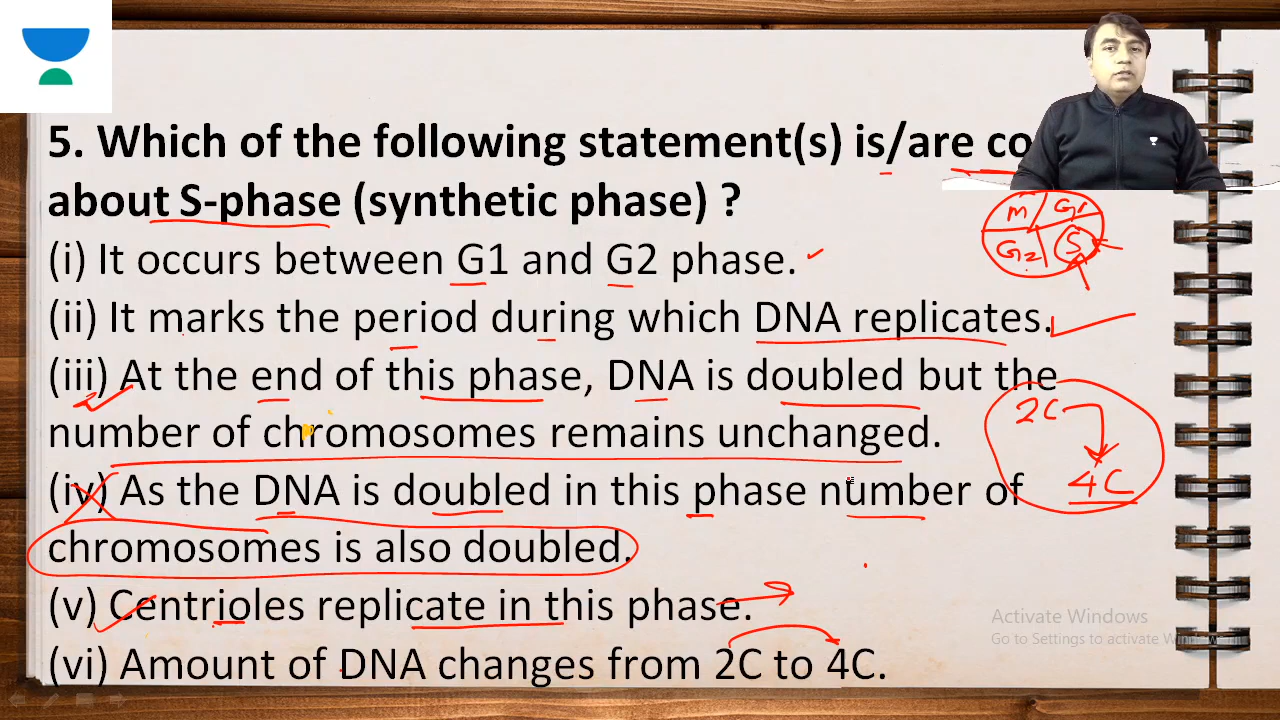 5. Which of the following statement(s) is/are co
about S-phase (synthetic phase) ?
M G1
G2 S
(i) It occurs between G1 and G2 phase.
(ii) It marks the period during which DNA replicates.
(iii) At the end of this phase, DNA is doubled but the
number of chromosomes remains unchanged.
2C
4C
(iv) As the DNA is doubled in this phase number of
chromosomes is also doubled.
(v) Centrioles replicate in this phase.
(vi) Amount of DNA changes from 2C to 4C.
Activate Windows
Go to Settings to activate Windows.